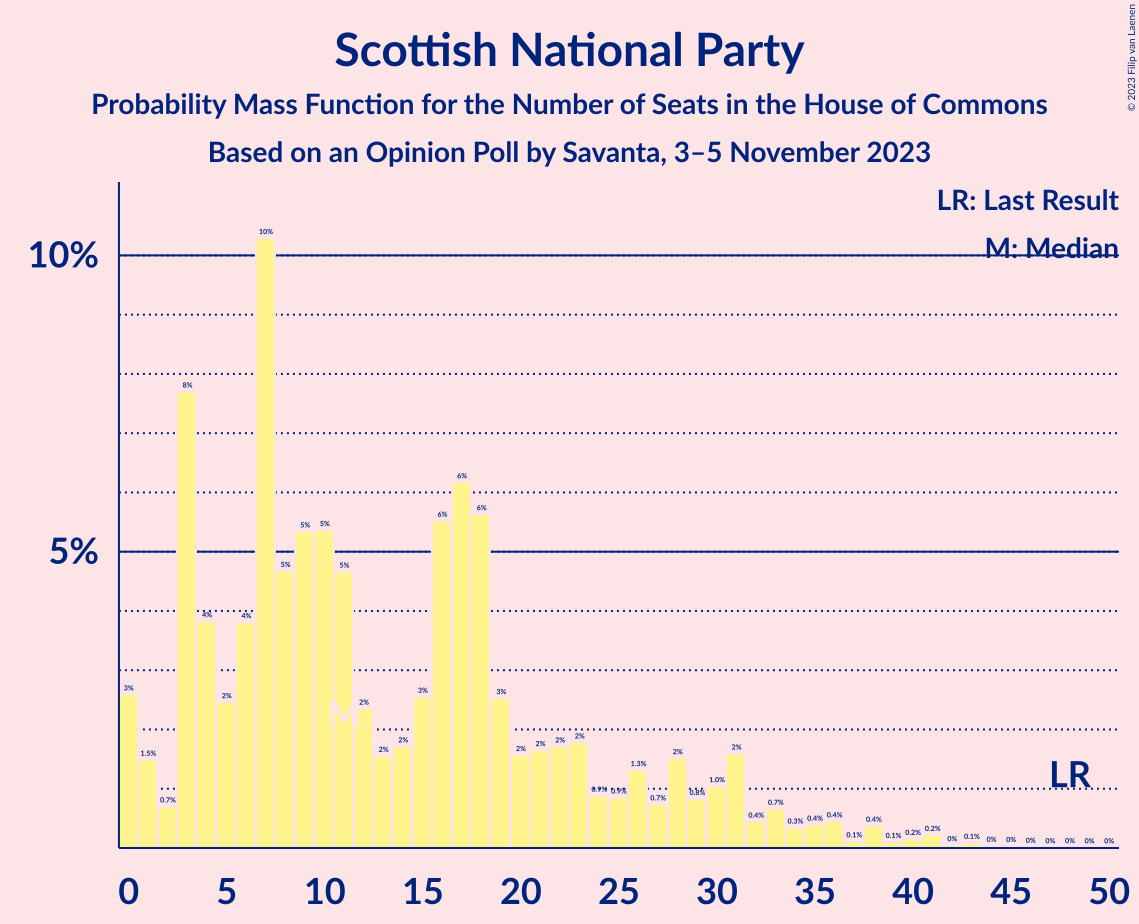 © 2023 Filip van Laenen
Scottish National Party
Probability Mass Function for the Number of Seats in the House of Commons
Based on an Opinion Poll by Savanta, 3–5 November 2023
LR: Last Result
M: Median
10%
5%
3% 1.5% 0.7% 8% 4% 2% 4% 10% 5% 5% 5% 5% 2% 2% 2% 3% 6% 6% 6% 3% 2% 2% 2% 2% 0.9% 0.9% 1.3% 0.7% 2% 0.8% 1.0% 2% 0.4% 0.7% 0.3% 0.4% 0.4% 0.1% 0.4% 0.1% 0.2% 0.2% 0% 0.1% 0% 0% 0% 0% 0% 0% 0%
M
LR
0 5 10 15 20 25 30 35 40 45 50